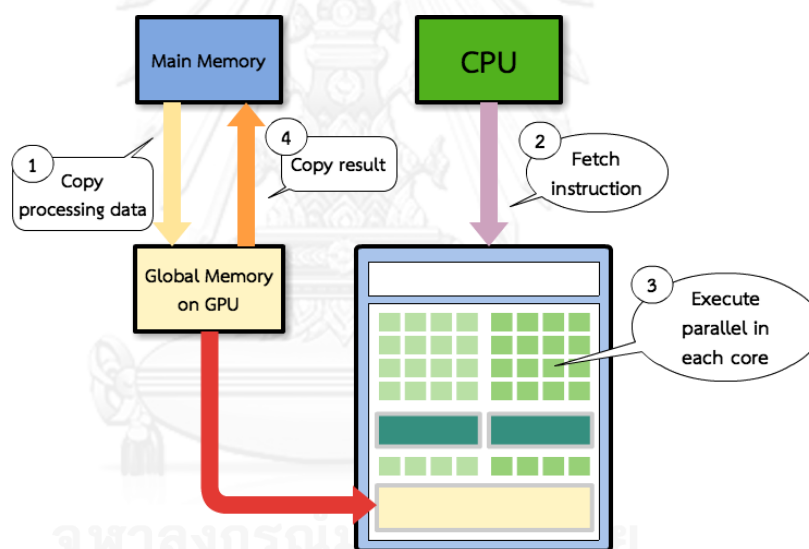 Main Memory
CPU
1
Copy
processing data
4
Copy result
2
Fetch
instruction
Global Memory
on GPU
3
Execute
parallel in
each core